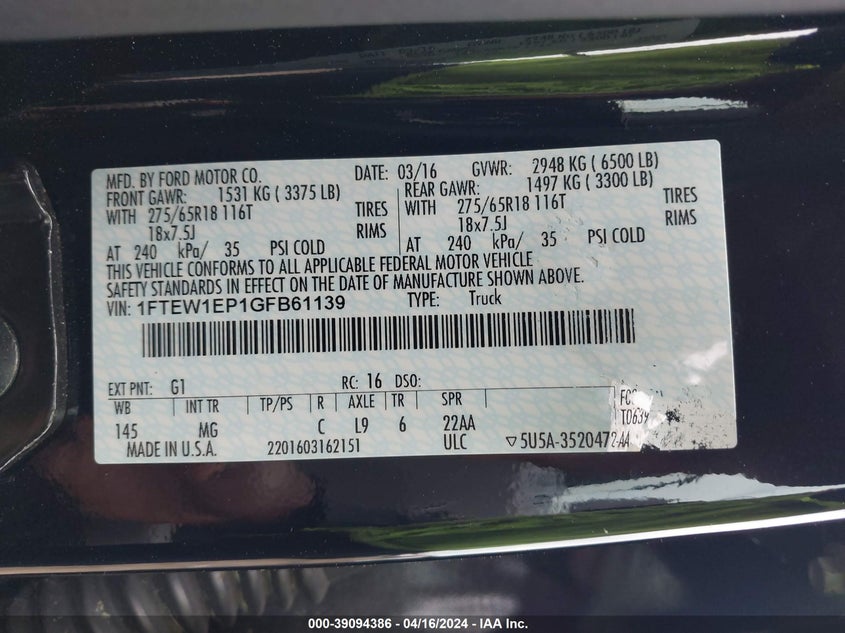 MFD. BY FORD MOTOR CO. DATE: 03/16 GVWR: 2948 KG ( 6500 LB)
FRONT GAWR: 1531 KG ( 3375 LB) REAR GAWR: 1497 KG ( 3300 LB)
WITH 275/65R18 116T TIRES WITH 275/65R18 116T TIRES
18x7.5J RIMS 18x7.5J RIMS
AT 240 kPa/ 35 PSI COLD AT 240 kPa/ 35 PSI COLD
THIS VEHICLE CONFORMS TO ALL APPLICABLE FEDERAL MOTOR VEHICLE
SAFETY STANDARDS IN EFFECT ON THE DATE OF MANUFACTURE SHOWN ABOVE.
VIN: 1FTEW1EP1GFB61139 TYPE: Truck
EXT PNT: G1 RC: 16 DSO:
WB INT TR TP/PS R AXLE TR SPR
145 MG C L9 6 22AA
MADE IN U.S.A. 2201603162151 ULC ▽5U5A-3520472-AA
000-39094386 - 04/16/2024 - IAA Inc.